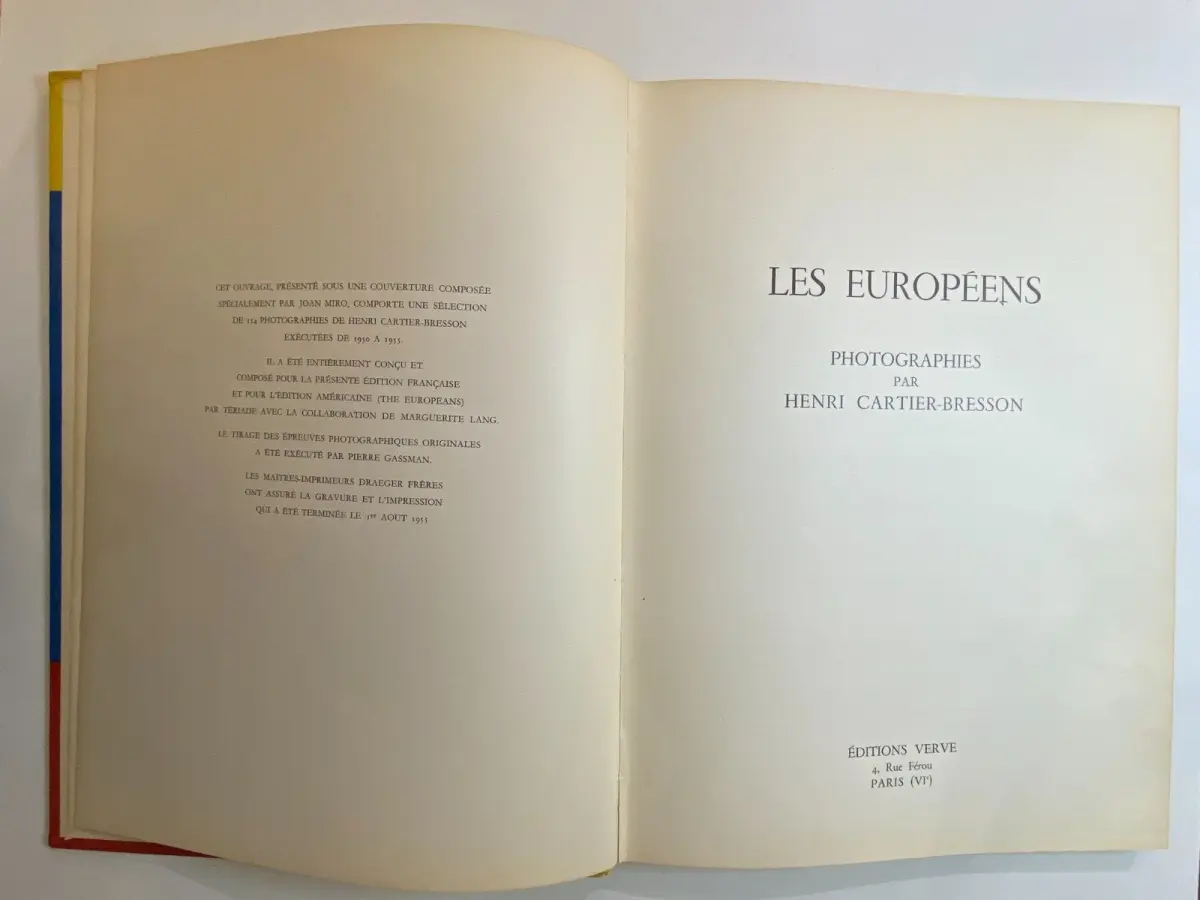 CET OUVRAGE, PRÉSENTÉ SOUS UNE COUVERTURE COMPOSÉE
SPÉCIALEMENT PAR JOAN MIRO, COMPORTE UNE SÉLECTION
DE 114 PHOTOGRAPHIES DE HENRI CARTIER-BRESSON
EXÉCUTÉES DE 1950 A 1955.
IL A ÉTÉ ENTIÈREMENT CONÇU ET
COMPOSÉ POUR LA PRÉSENTE ÉDITION FRANÇAISE
ET POUR L'ÉDITION AMÉRICAINE (THE EUROPEANS)
PAR TÉRIADE AVEC LA COLLABORATION DE MARGUERITE LANG.
LE TIRAGE DES ÉPREUVES PHOTOGRAPHIQUES ORIGINALES
A ÉTÉ EXÉCUTÉ PAR PIERRE GASSMAN.
LES MAITRES-IMPRIMEURS DRAEGER FRÈRES
ONT ASSURÉ LA GRAVURE ET L'IMPRESSION
QUI A ÉTÉ TERMINÉE LE 1er AOUT 1955
LES EUROPÉENS
PHOTOGRAPHIES
PAR
HENRI CARTIER-BRESSON
ÉDITIONS VERVE
4, Rue Férou
PARIS (VIe)